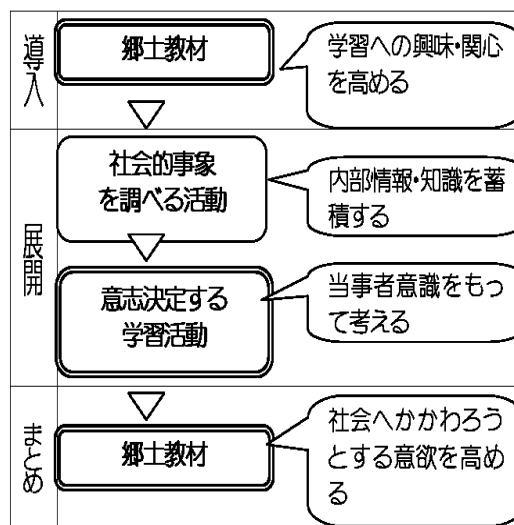 導入
郷土教材
学習への興味・関心
を高める
展開
社会的事象
を調べる活動
内部情報・知識を蓄
積する
意志決定する
学習活動
当事者意識をもっ
て考える
まとめ
郷土教材
社会へかかわろう
とする意欲を高め
る